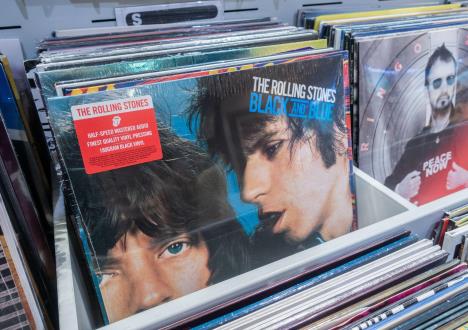 S
THE ROLLING STONES
HALF-SPEED MASTERED AUDIO
FINEST QUALITY VINYL PRESSING
180GRAM BLACK VINYL
THE ROLLING STONES
BLACK AND BLUE
RINGO
PEACE
NOW